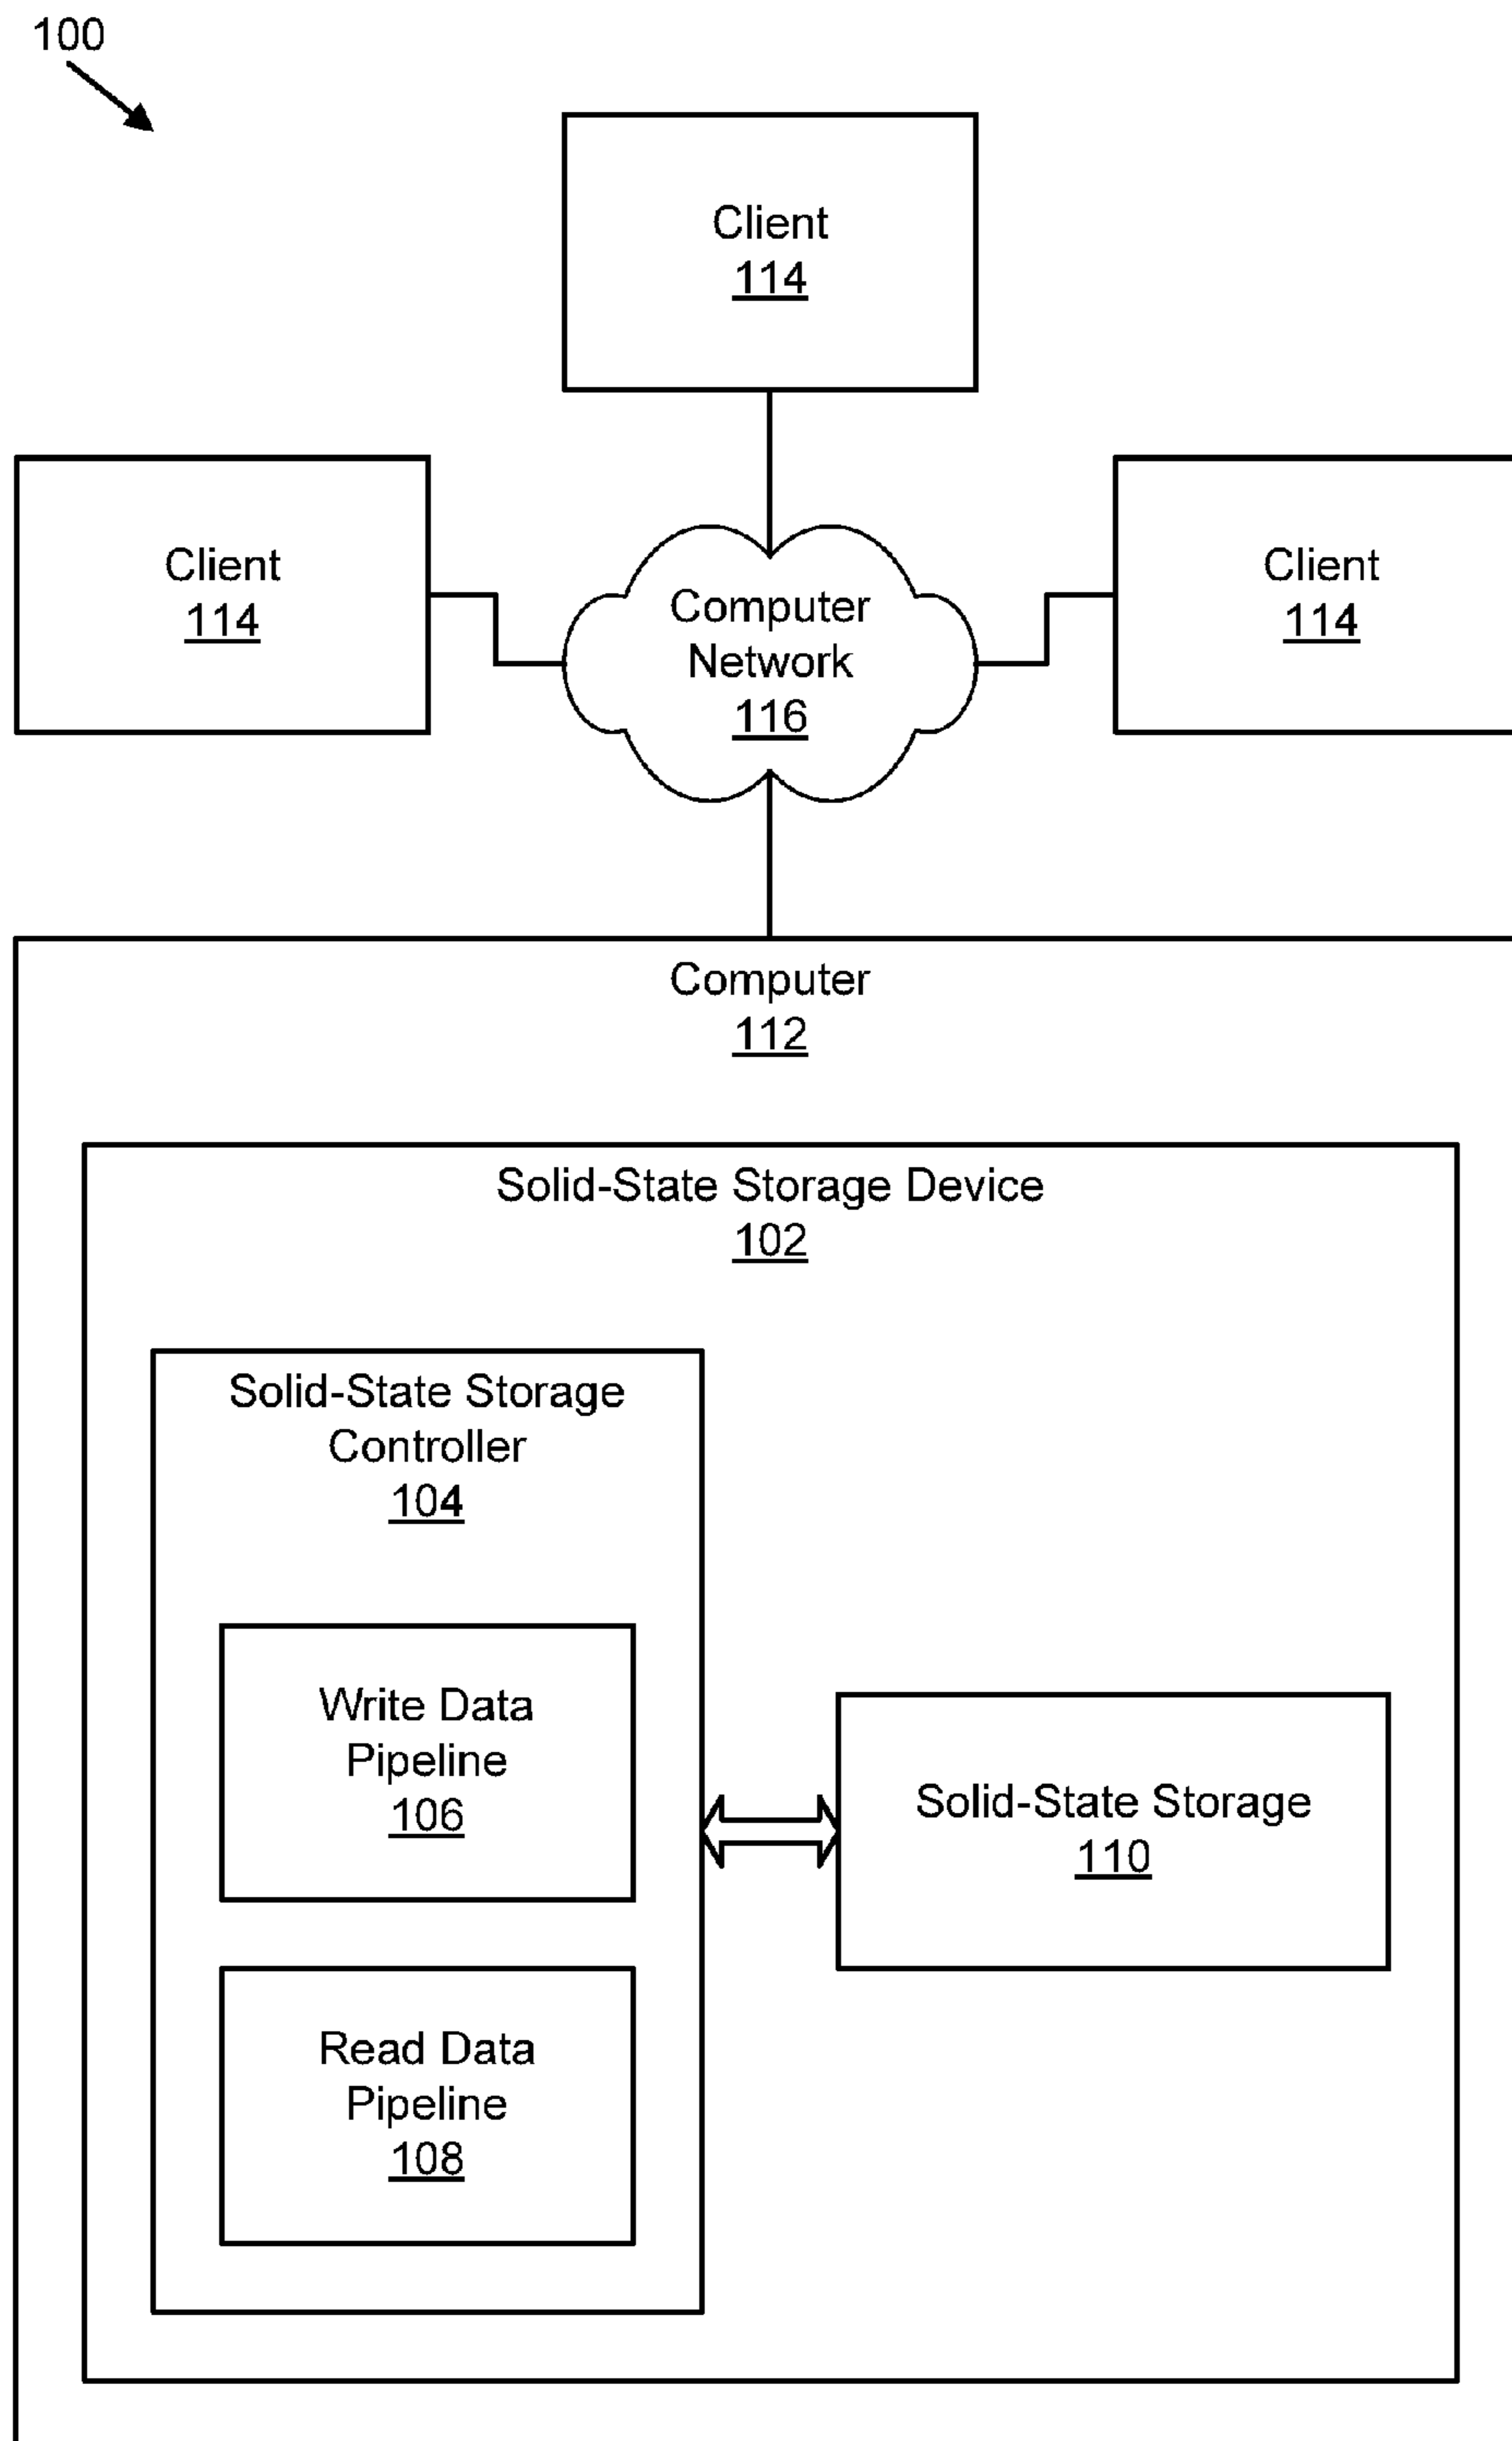 100
Client
114
Client
114
Client
114
Computer
Network
116
Computer
112
Solid-State Storage Device
102
Solid-State Storage
Controller
104
Write Data
Pipeline
106
Solid-State Storage
110
Read Data
Pipeline
108